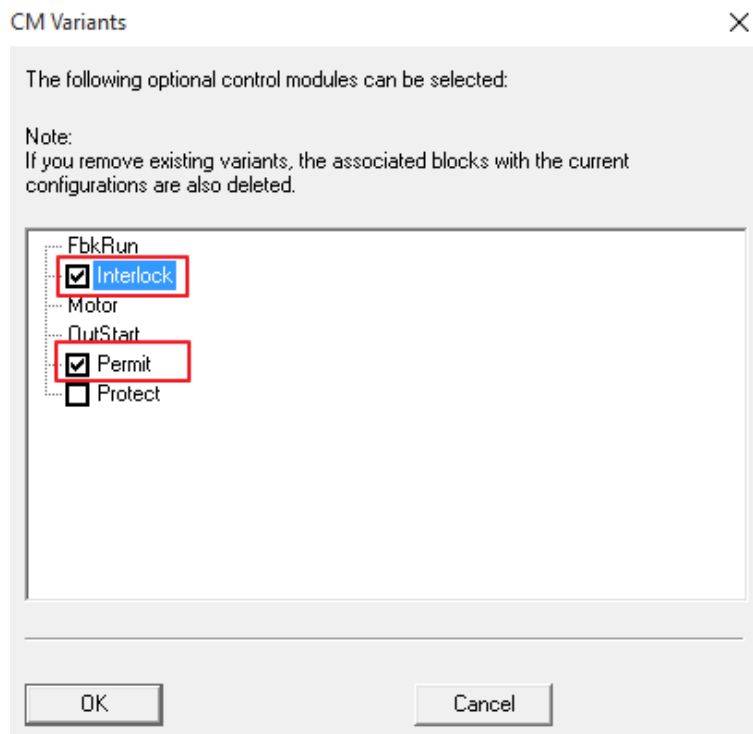 CM Variants
The following optional control modules can be selected:
Note:
If you remove existing variants, the associated blocks with the current
configurations are also deleted.
FbkRun
Interlock
Motor
OutStart
Permit
Protect
OK
Cancel